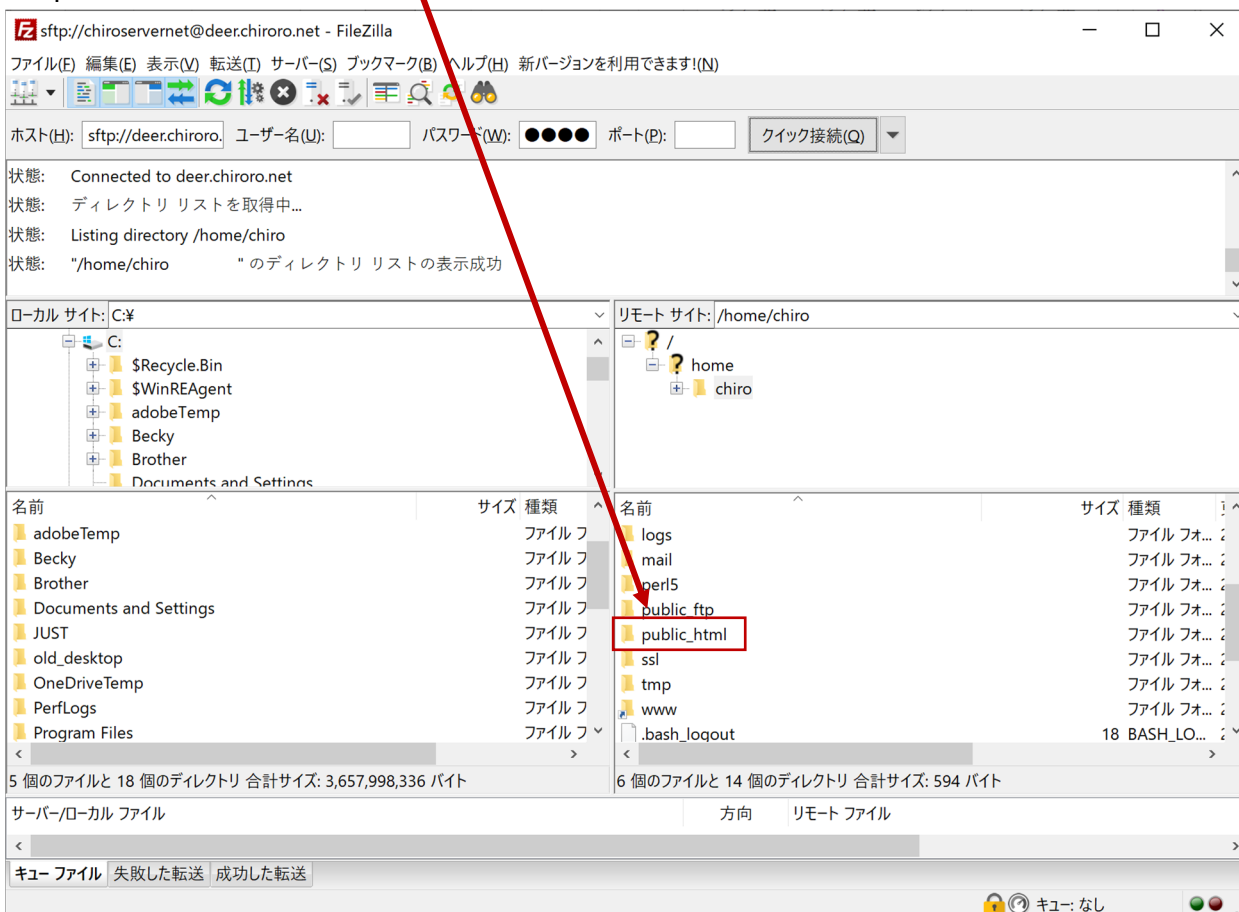 sftp://chiroservernet@deer.chiroro.net - FileZilla
ファイル(F) 編集(E) 表示(V) 転送(T) サーバー(S) ブックマーク(B) ヘルプ(H) 新バージョンを利用できます!(N)
ホスト(H): sftp://deer.chiroro. ユーザー名(U): パスワード(W): ●●●● ポート(P): クイック接続(Q)
状態: Connected to deer.chiroro.net
状態: ディレクトリ リストを取得中...
状態: Listing directory /home/chiro
状態: "/home/chiro " のディレクトリ リストの表示成功
ローカル サイト: C:¥
C:
$Recycle.Bin
$WinREAgent
adobeTemp
Becky
Brother
Documents and Settings
リモート サイト: /home/chiro
/
home
chiro
名前 サイズ 種類
adobeTemp ファイル フ
Becky ファイル フ
Brother ファイル フ
Documents and Settings ファイル フ
JUST ファイル フ
old_desktop ファイル フ
OneDriveTemp ファイル フ
PerfLogs ファイル フ
Program Files ファイル フ
5 個のファイルと 18 個のディレクトリ 合計サイズ: 3,657,998,336 バイト
名前 サイズ 種類
logs ファイル フォ...
mail ファイル フォ...
perl5 ファイル フォ...
public_ftp ファイル フォ...
public_html ファイル フォ...
ssl ファイル フォ...
tmp ファイル フォ...
www ファイル フォ...
.bash_logout 18 BASH_LO...
6 個のファイルと 14 個のディレクトリ 合計サイズ: 594 バイト
サーバー/ローカル ファイル 方向 リモート ファイル
キュー ファイル 失敗した転送 成功した転送
キュー: なし